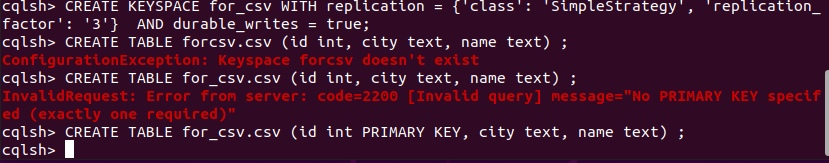 cqlsh> CREATE KEYSPACE for_csv WITH replication = {'class': 'SimpleStrategy', 'replication_
factor': '3'}  AND durable_writes = true;
cqlsh> CREATE TABLE forcsv.csv (id int, city text, name text) ;
ConfigurationException: Keyspace forcsv doesn't exist
cqlsh> CREATE TABLE for_csv.csv (id int, city text, name text) ;
InvalidRequest: Error from server: code=2200 [Invalid query] message="No PRIMARY KEY specif
ed (exactly one required)"
cqlsh> CREATE TABLE for_csv.csv (id int PRIMARY KEY, city text, name text) ;
cqlsh>